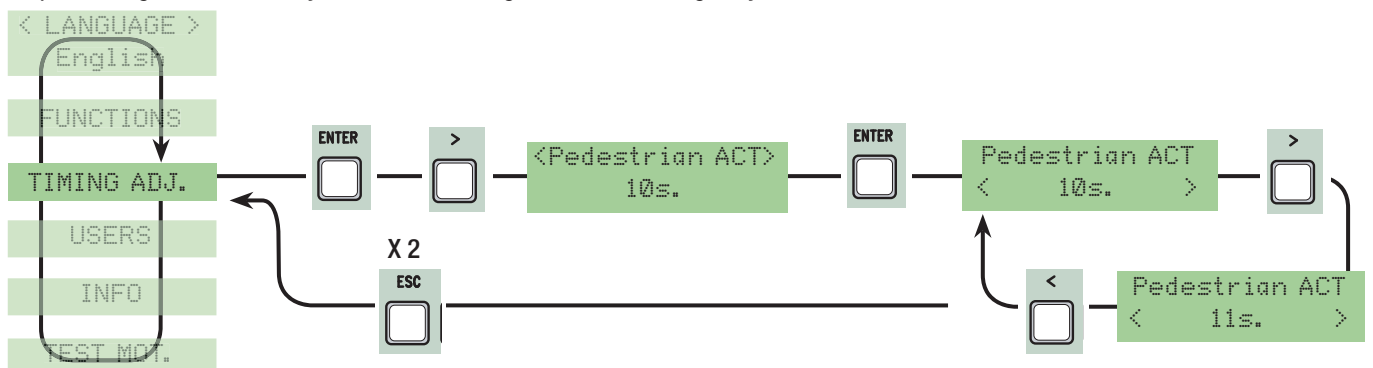 < LANGUAGE >
English
FUNCTIONS
TIMING ADJ.
USERS
INFO
TEST MOT.
ENTER
>
<Pedestrian ACT>
10s.
ENTER
Pedestrian ACT
< 10s. >
>
X 2
ESC
<
Pedestrian ACT
< 11s. >